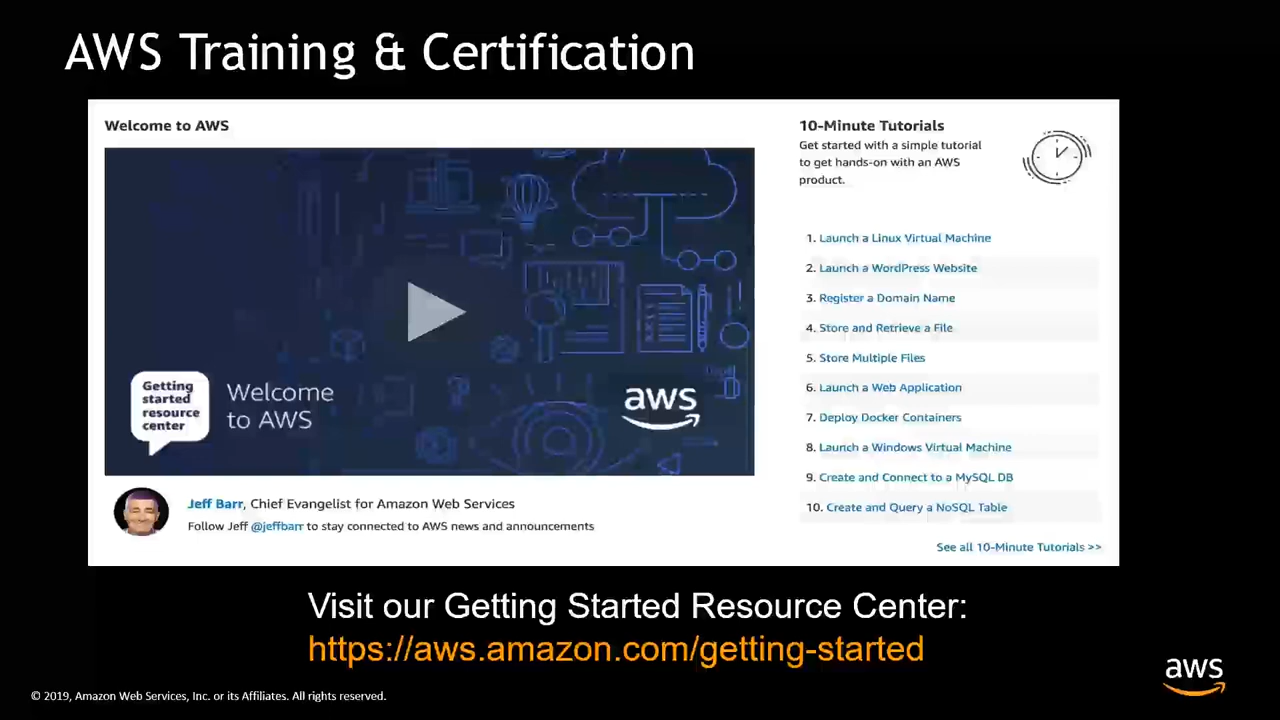 AWS Training & Certification
Welcome to AWS
Getting
started
resource
center
Welcome
to AWS
aws
Jeff Barr, Chief Evangelist for Amazon Web Services
Follow Jeff @jeffbarr to stay connected to AWS news and announcements
10-Minute Tutorials
Get started with a simple tutorial
to get hands-on with an AWS
product.
1. Launch a Linux Virtual Machine
2. Launch a WordPress Website
3. Register a Domain Name
4. Store and Retrieve a File
5. Store Multiple Files
6. Launch a Web Application
7. Deploy Docker Containers
8. Launch a Windows Virtual Machine
9. Create and Connect to a MySQL DB
10. Create and Query a NoSQL Table
See all 10-Minute Tutorials >>
Visit our Getting Started Resource Center:
https://aws.amazon.com/getting-started
© 2019, Amazon Web Services, Inc. or its Affiliates. All rights reserved.
aws